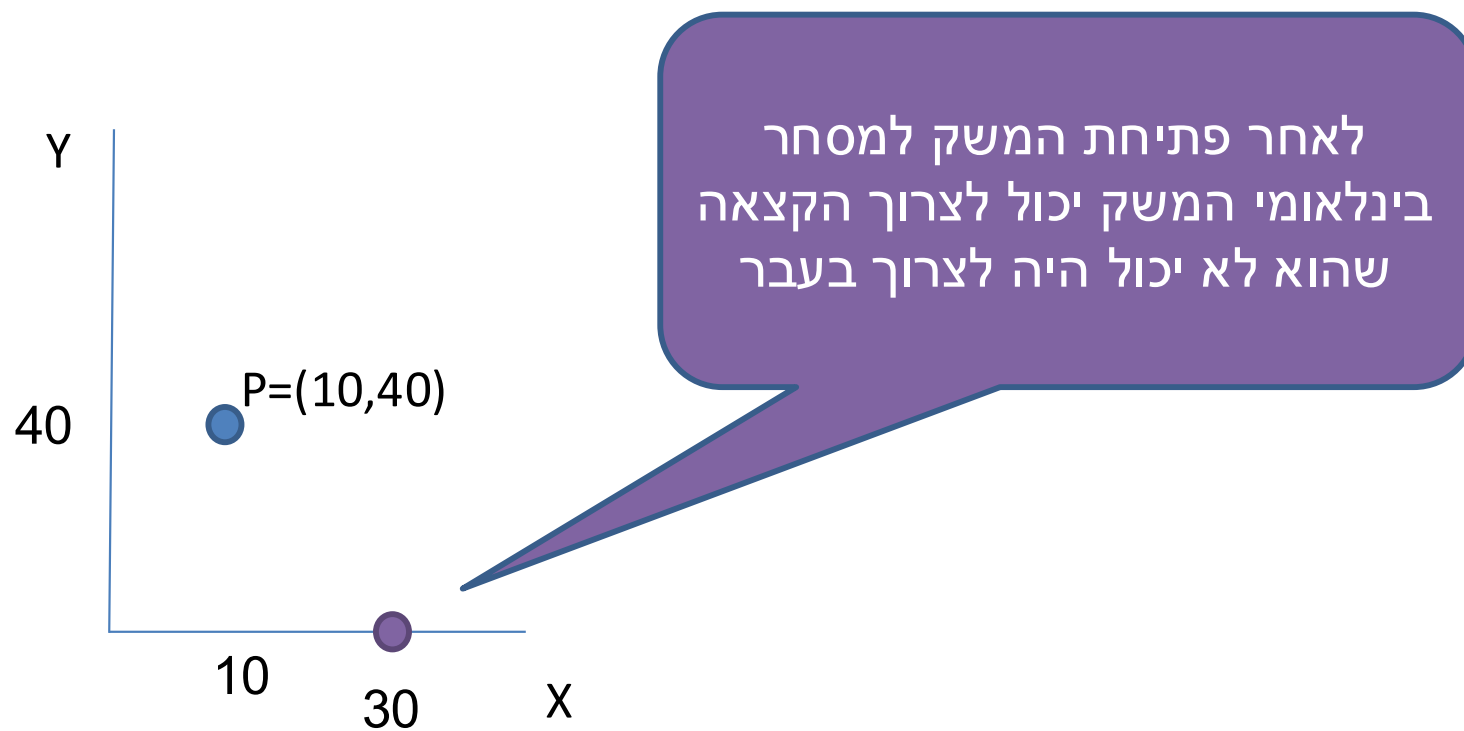 לאחר פתיחת המשק למסחר
בינלאומי המשק יכול לצרוך הקצאה
שהוא לא יכול היה לצרוך בעבר
Y
P=(10,40)
40
10
30
X